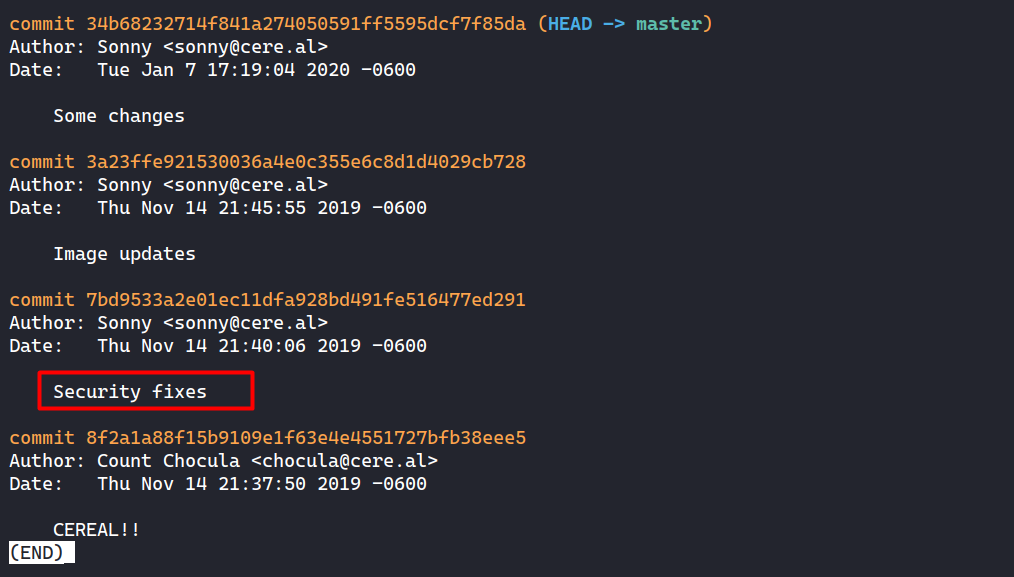 commit 34b68232714f841a274050591ff5595dcf7f85da (HEAD -> master)
Author: Sonny <sonny@cere.al>
Date:   Tue Jan 7 17:19:04 2020 -0600
    Some changes
commit 3a23ffe921530036a4e0c355e6c8d1d4029cb728
Author: Sonny <sonny@cere.al>
Date:   Thu Nov 14 21:45:55 2019 -0600
    Image updates
commit 7bd9533a2e01ec11dfa928bd491fe516477ed291
Author: Sonny <sonny@cere.al>
Date:   Thu Nov 14 21:40:06 2019 -0600
    Security fixes
commit 8f2a1a88f15b9109e1f63e4e4551727bfb38eee5
Author: Count Chocula <chocula@cere.al>
Date:   Thu Nov 14 21:37:50 2019 -0600
    CEREAL!!
(END)